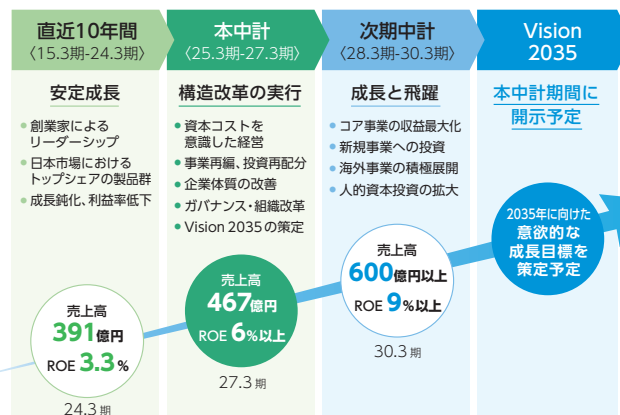 直近10年間
〈15.3期-24.3期〉
安定成長
● 創業家による
リーダーシップ
● 日本市場における
トップシェアの製品群
● 成長鈍化、利益率低下
売上高
391億円
ROE 3.3%
24.3期
本中計
〈25.3期-27.3期〉
構造改革の実行
● 資本コストを
意識した経営
● 事業再編、投資再配分
● 企業体質の改善
● ガバナンス・組織改革
● Vision 2035の策定
売上高
467億円
ROE 6%以上
27.3期
次期中計
〈28.3期-30.3期〉
成長と飛躍
● コア事業の収益最大化
● 新規事業への投資
● 海外事業の積極展開
● 人的資本投資の拡大
売上高
600億円以上
ROE 9%以上
30.3期
Vision
2035
本中計期間に
開示予定
2035年に向けた
意欲的な
成長目標を
策定予定